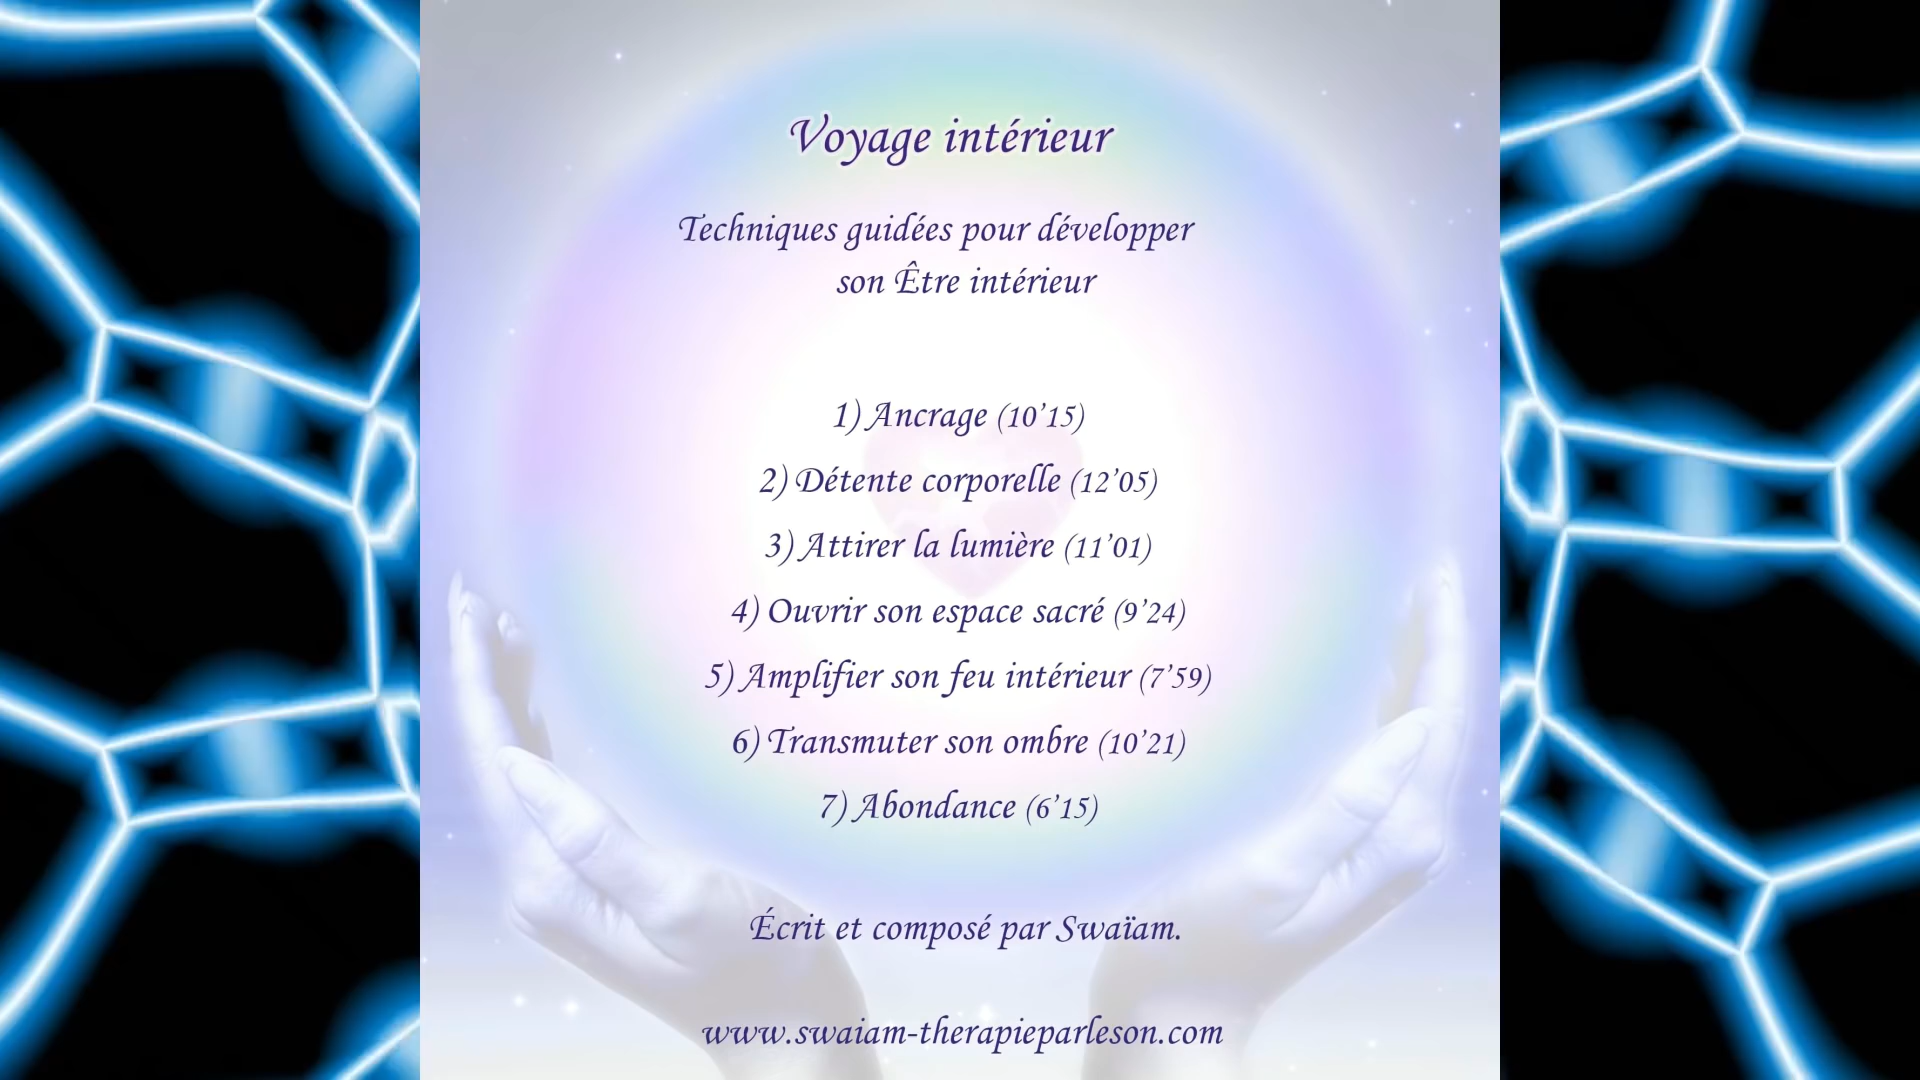 Voyage intérieur
Techniques guidées pour développer
son Être intérieur
1) Ancrage (10’15)
2) Détente corporelle (12’05)
3) Attirer la lumière (11’01)
4) Ouvrir son espace sacré (9’24)
5) Amplifier son feu intérieur (7’59)
6) Transmuter son ombre (10’21)
7) Abondance (6’15)
Écrit et composé par Swaïam.
www.swaiam-therapieparleson.com